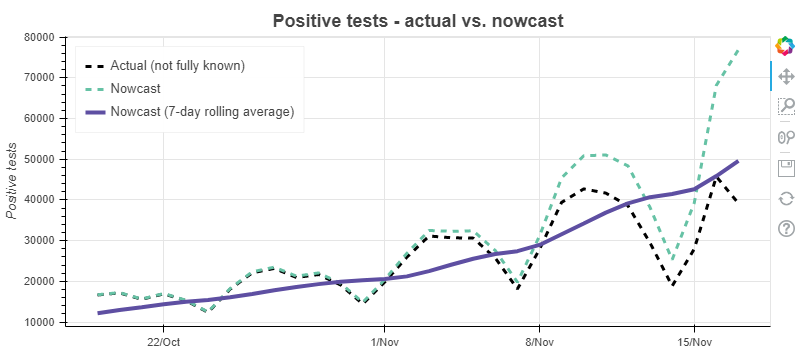 Positive tests - actual vs. nowcast
80000
70000
60000
50000
40000
30000
20000
10000
Positive tests
Actual (not fully known)
Nowcast
Nowcast (7-day rolling average)
22/Oct
1/Nov
8/Nov
15/Nov